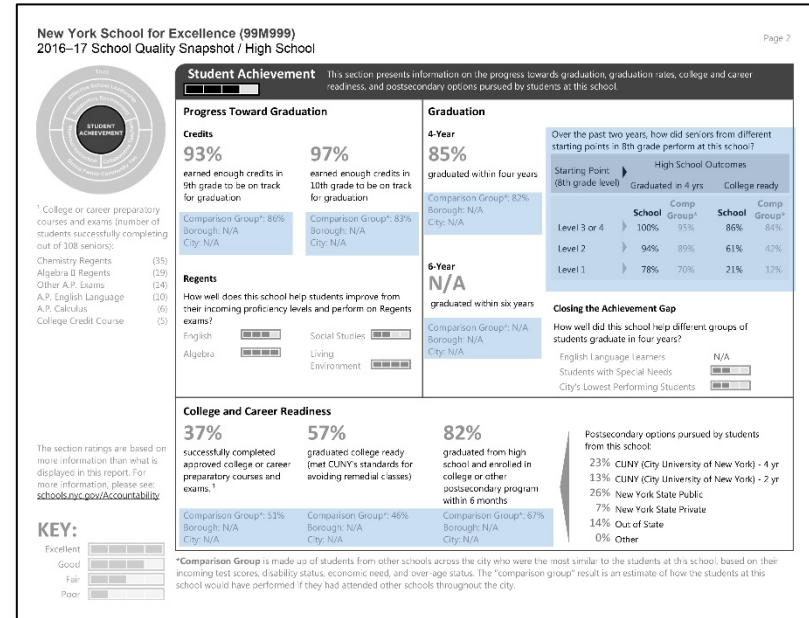 New York School for Excellence (99M999)
2016–17 School Quality Snapshot / High School
Page 2
STUDENT
ACHIEVEMENT
¹ College or career preparatory
courses and exams (number of
students successfully completing
out of 108 seniors):
Chemistry Regents (35)
Algebra II Regents (19)
Other A.P. Exams (14)
A.P. English Language (10)
A.P. Calculus (6)
College Credit Course (5)
The section ratings are based on
more information than what is
displayed in this report. For
more information, please see:
schools.nyc.gov/Accountability
KEY:
Excellent
Good
Fair
Poor
Student Achievement
This section presents information on the progress towards graduation, graduation rates, college and career
readiness, and postsecondary options pursued by students at this school.
Progress Toward Graduation
Credits
93%
earned enough credits in
9th grade to be on track
for graduation
Comparison Group*: 86%
Borough: N/A
City: N/A
97%
earned enough credits in
10th grade to be on track
for graduation
Comparison Group*: 83%
Borough: N/A
City: N/A
Regents
How well does this school help students improve from
their incoming proficiency levels and perform on Regents
exams?
English
Social Studies
Algebra
Living
Environment
Graduation
4-Year
85%
graduated within four years
Comparison Group*: 82%
Borough: N/A
City: N/A
6-Year
N/A
graduated within six years
Comparison Group*: N/A
Borough: N/A
City: N/A
Over the past two years, how did seniors from different
starting points in 8th grade perform at this school?
Starting Point
(8th grade level)
High School Outcomes
Graduated in 4 yrs College ready
School Comp Group* School Comp Group*
Level 3 or 4 100% 95% 86% 84%
Level 2 94% 89% 61% 42%
Level 1 78% 70% 21% 12%
Closing the Achievement Gap
How well did this school help different groups of
students graduate in four years?
English Language Learners N/A
Students with Special Needs
City's Lowest Performing Students
College and Career Readiness
37%
successfully completed
approved college or career
preparatory courses and
exams. ¹
Comparison Group*: 51%
Borough: N/A
City: N/A
57%
graduated college ready
(met CUNY's standards for
avoiding remedial classes)
Comparison Group*: 46%
Borough: N/A
City: N/A
82%
graduated from high
school and enrolled in
college or other
postsecondary program
within 6 months
Comparison Group*: 67%
Borough: N/A
City: N/A
Postsecondary options pursued by students
from this school:
23% CUNY (City University of New York) - 4 yr
13% CUNY (City University of New York) - 2 yr
26% New York State Public
7% New York State Private
14% Out of State
0% Other
*Comparison Group is made up of students from other schools across the city who were the most similar to the students at this school, based on their
incoming test scores, disability status, economic need, and over-age status. The "comparison group" result is an estimate of how the students at this
school would have performed if they had attended other schools throughout the city.